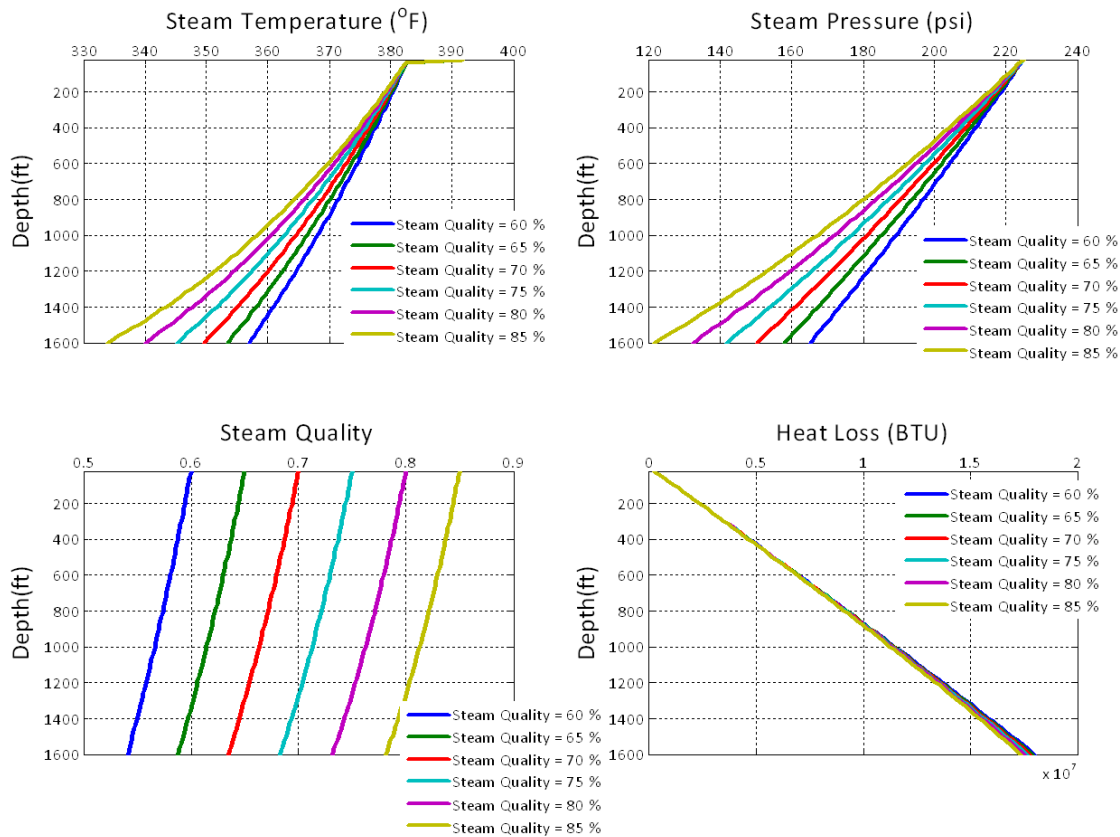 Steam Temperature (°F)
330 340 350 360 370 380 390 400
Depth(ft)
200
400
600
800
1000
1200
1400
1600
Steam Quality = 60 %
Steam Quality = 65 %
Steam Quality = 70 %
Steam Quality = 75 %
Steam Quality = 80 %
Steam Quality = 85 %
Steam Pressure (psi)
120 140 160 180 200 220 240
Depth(ft)
200
400
600
800
1000
1200
1400
1600
Steam Quality = 60 %
Steam Quality = 65 %
Steam Quality = 70 %
Steam Quality = 75 %
Steam Quality = 80 %
Steam Quality = 85 %
Steam Quality
0.5 0.6 0.7 0.8 0.9
Depth(ft)
200
400
600
800
1000
1200
1400
1600
Steam Quality = 60 %
Steam Quality = 65 %
Steam Quality = 70 %
Steam Quality = 75 %
Steam Quality = 80 %
Steam Quality = 85 %
Heat Loss (BTU)
0 0.5 1 1.5 2
Depth(ft)
200
400
600
800
1000
1200
1400
1600
Steam Quality = 60 %
Steam Quality = 65 %
Steam Quality = 70 %
Steam Quality = 75 %
Steam Quality = 80 %
Steam Quality = 85 %
x 10⁷